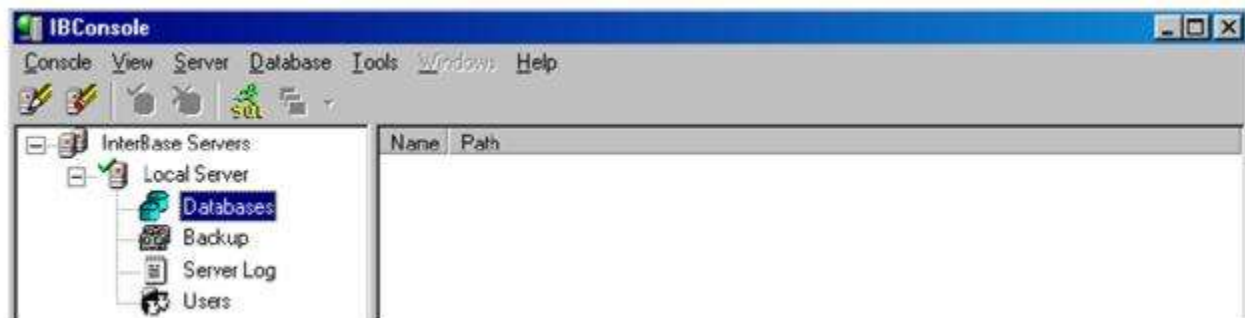 IBConsole
Console View Server Database Tools Windows Help
SQL
InterBase Servers
Name Path
Local Server
Databases
Backup
Server Log
Users